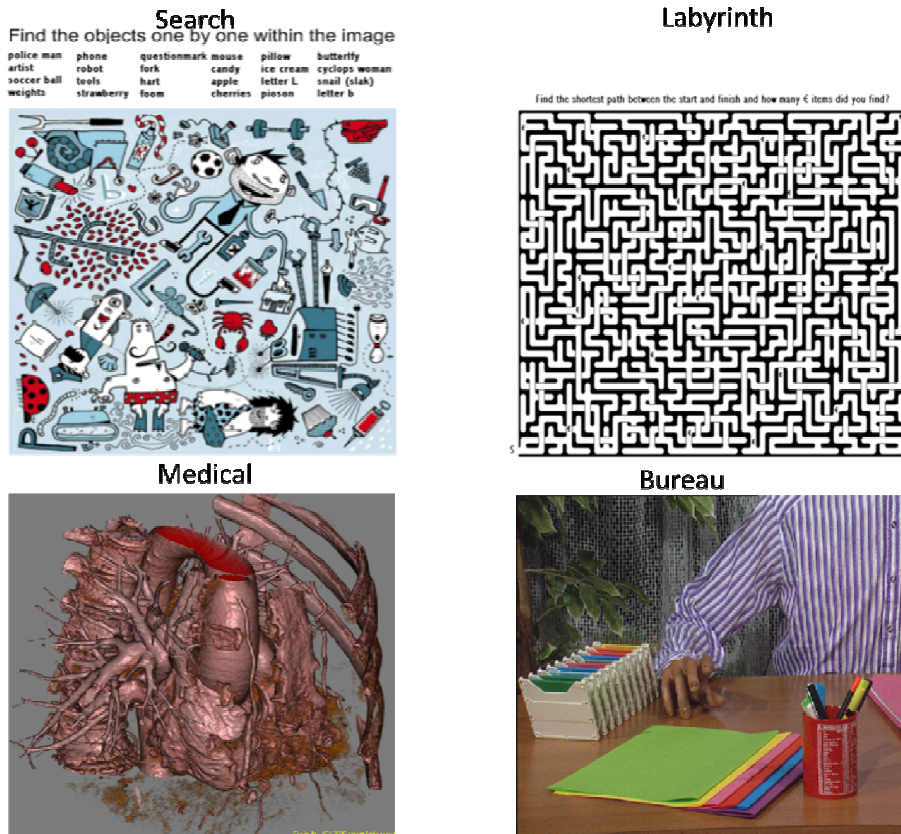 Search
Find the objects one by one within the image
police man phone questionmark mouse pillow butterlfy
artist robot fork candy ice cream cyclops woman
soccer ball tools hart apple letter L snail (slak)
weights strawberry foom cherries pioson letter b
Labyrinth
Find the shortest path between the start and finish and how many € items did you find?
S
Medical
Bureau